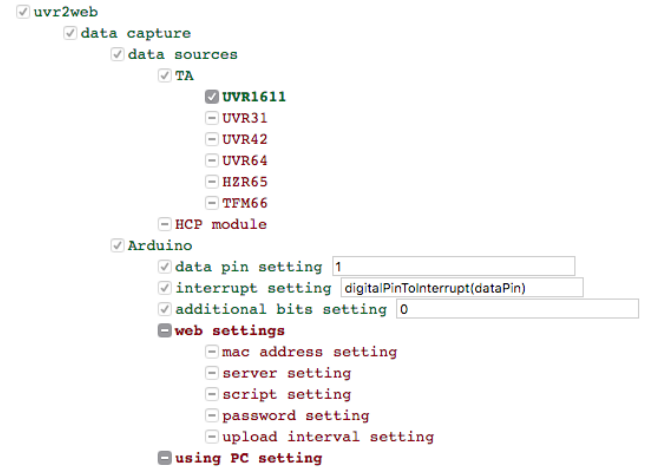 uvr2web
data capture
data sources
TA
UVR1611
UVR31
UVR42
UVR64
HZR65
TFM66
HCP module
Arduino
data pin setting 1
interrupt setting digitalPinToInterrupt(dataPin)
additional bits setting 0
web settings
mac address setting
server setting
script setting
password setting
upload interval setting
using PC setting